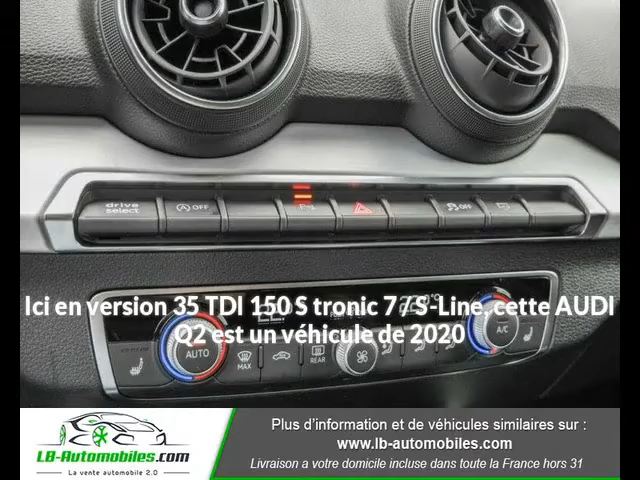 drive
select
OFF
OFF
Ici en version 35 TDI 150 S tronic 7 / S-Line, cette AUDI
Q2 est un véhicule de 2020
AUTO
MAX
REAR
A/C
Plus d'information et de véhicules similaires sur :
www.lb-automobiles.com
Livraison a votre domicile incluse dans toute la France hors 31
LB-Automobiles.com
La vente automobile 2.0